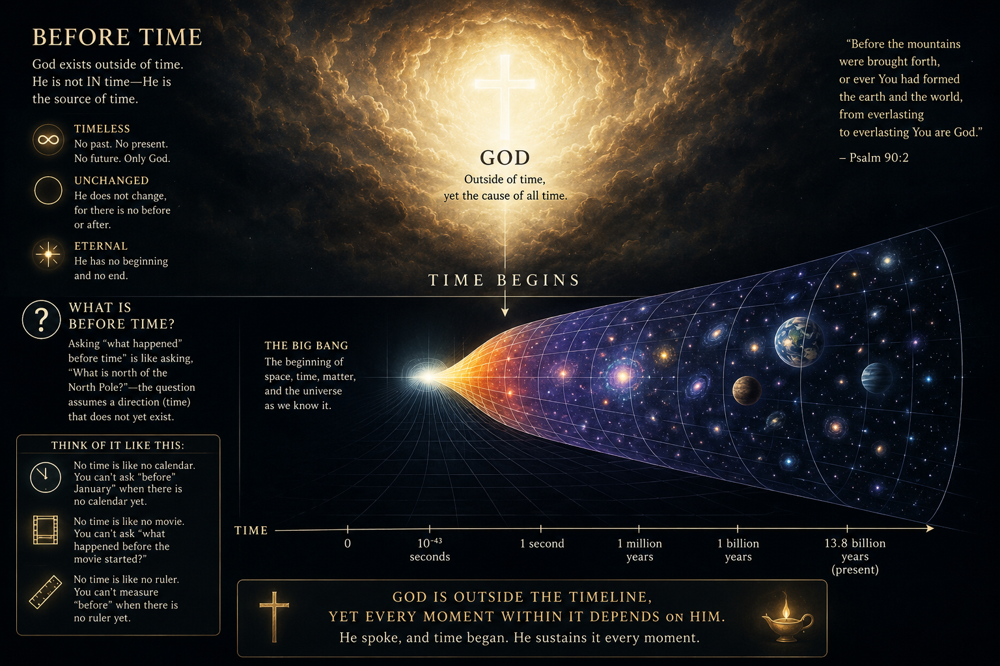 BEFORE TIME
God exists outside of time.
He is not IN time—He is
the source of time.
TIMELESS
No past. No present.
No future. Only God.
UNCHANGED
He does not change,
for there is no before
or after.
ETERNAL
He has no beginning
and no end.
WHAT IS
BEFORE TIME?
Asking “what happened”
before time” is like asking,
“What is north of the
North Pole?”—the question
assumes a direction (time)
that does not yet exist.
THINK OF IT LIKE THIS:
No time is like no calendar.
You can’t ask “before”
January” when there is
no calendar yet.
No time is like no movie.
You can’t ask “what
happened before the
movie started?”
No time is like no ruler.
You can’t measure
“before” when there is
no ruler yet.
GOD
Outside of time,
yet the cause of all time.
“Before the mountains
were brought forth,
or ever You had formed
the earth and the world,
from everlasting
to everlasting You are God.”
– Psalm 90:2
TIME BEGINS
THE BIG BANG
The beginning of
space, time, matter,
and the universe
as we know it.
TIME
0
10⁻⁴³
seconds
1 second
1 million
years
1 billion
years
13.8 billion
years
(present)
GOD IS OUTSIDE THE TIMELINE,
YET EVERY MOMENT WITHIN IT DEPENDS ON HIM.
He spoke, and time began. He sustains it every moment.